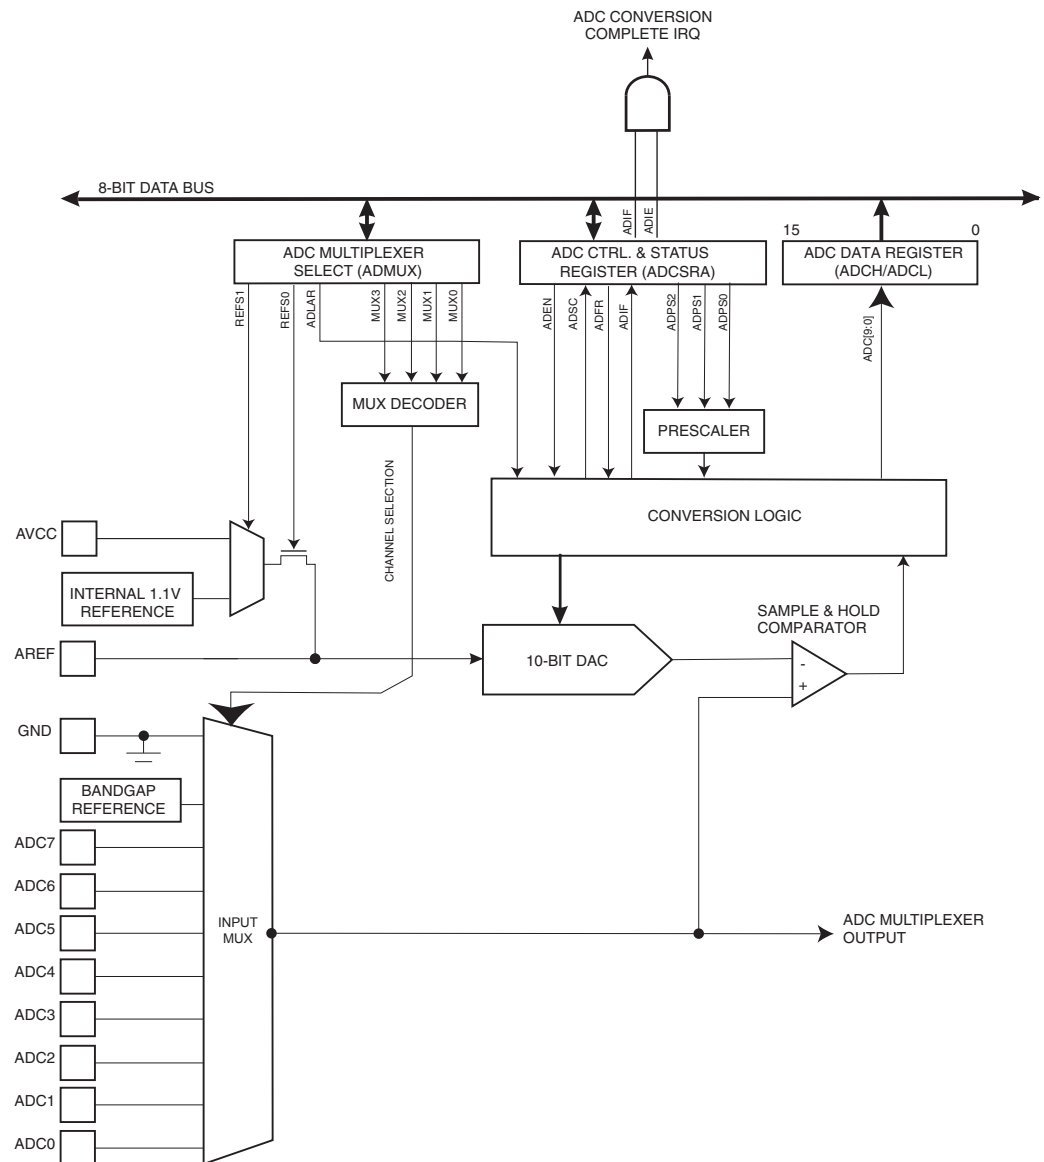 ADC CONVERSION
COMPLETE IRQ
8-BIT DATA BUS
ADIF
ADIE
15
0
ADC MULTIPLEXER
SELECT (ADMUX)
ADC CTRL. & STATUS
REGISTER (ADCSRA)
ADC DATA REGISTER
(ADCH/ADCL)
REFS1
REFS0
ADLAR
MUX3
MUX2
MUX1
MUX0
ADEN
ADSC
ADFR
ADIF
ADPS2
ADPS1
ADPS0
ADC[9:0]
MUX DECODER
PRESCALER
CHANNEL SELECTION
CONVERSION LOGIC
AVCC
INTERNAL 1.1V
REFERENCE
SAMPLE & HOLD
COMPARATOR
AREF
10-BIT DAC
-
+
GND
BANDGAP
REFERENCE
ADC7
ADC6
ADC5
ADC4
ADC3
ADC2
ADC1
ADC0
INPUT
MUX
ADC MULTIPLEXER
OUTPUT